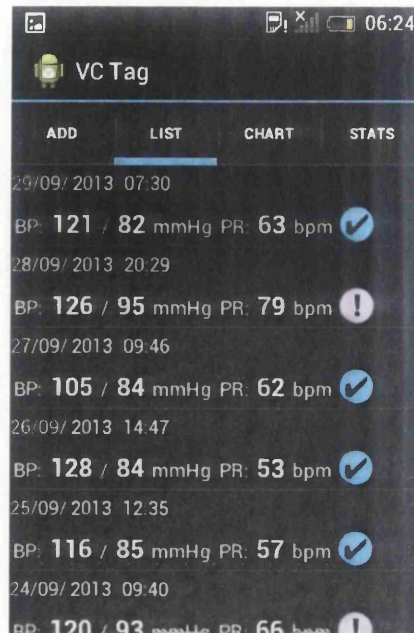 06:24
VC Tag
ADD LIST CHART STATS
29/09/2013 07:30
BP: 121 / 82 mmHg PR: 63 bpm
28/09/2013 20:29
BP: 126 / 95 mmHg PR: 79 bpm
27/09/2013 09:46
BP: 105 / 84 mmHg PR: 62 bpm
26/09/2013 14:47
BP: 128 / 84 mmHg PR: 53 bpm
25/09/2013 12:35
BP: 116 / 85 mmHg PR: 57 bpm
24/09/2013 09:40
BP: 120 / 93 mmHg PR: 66 bpm